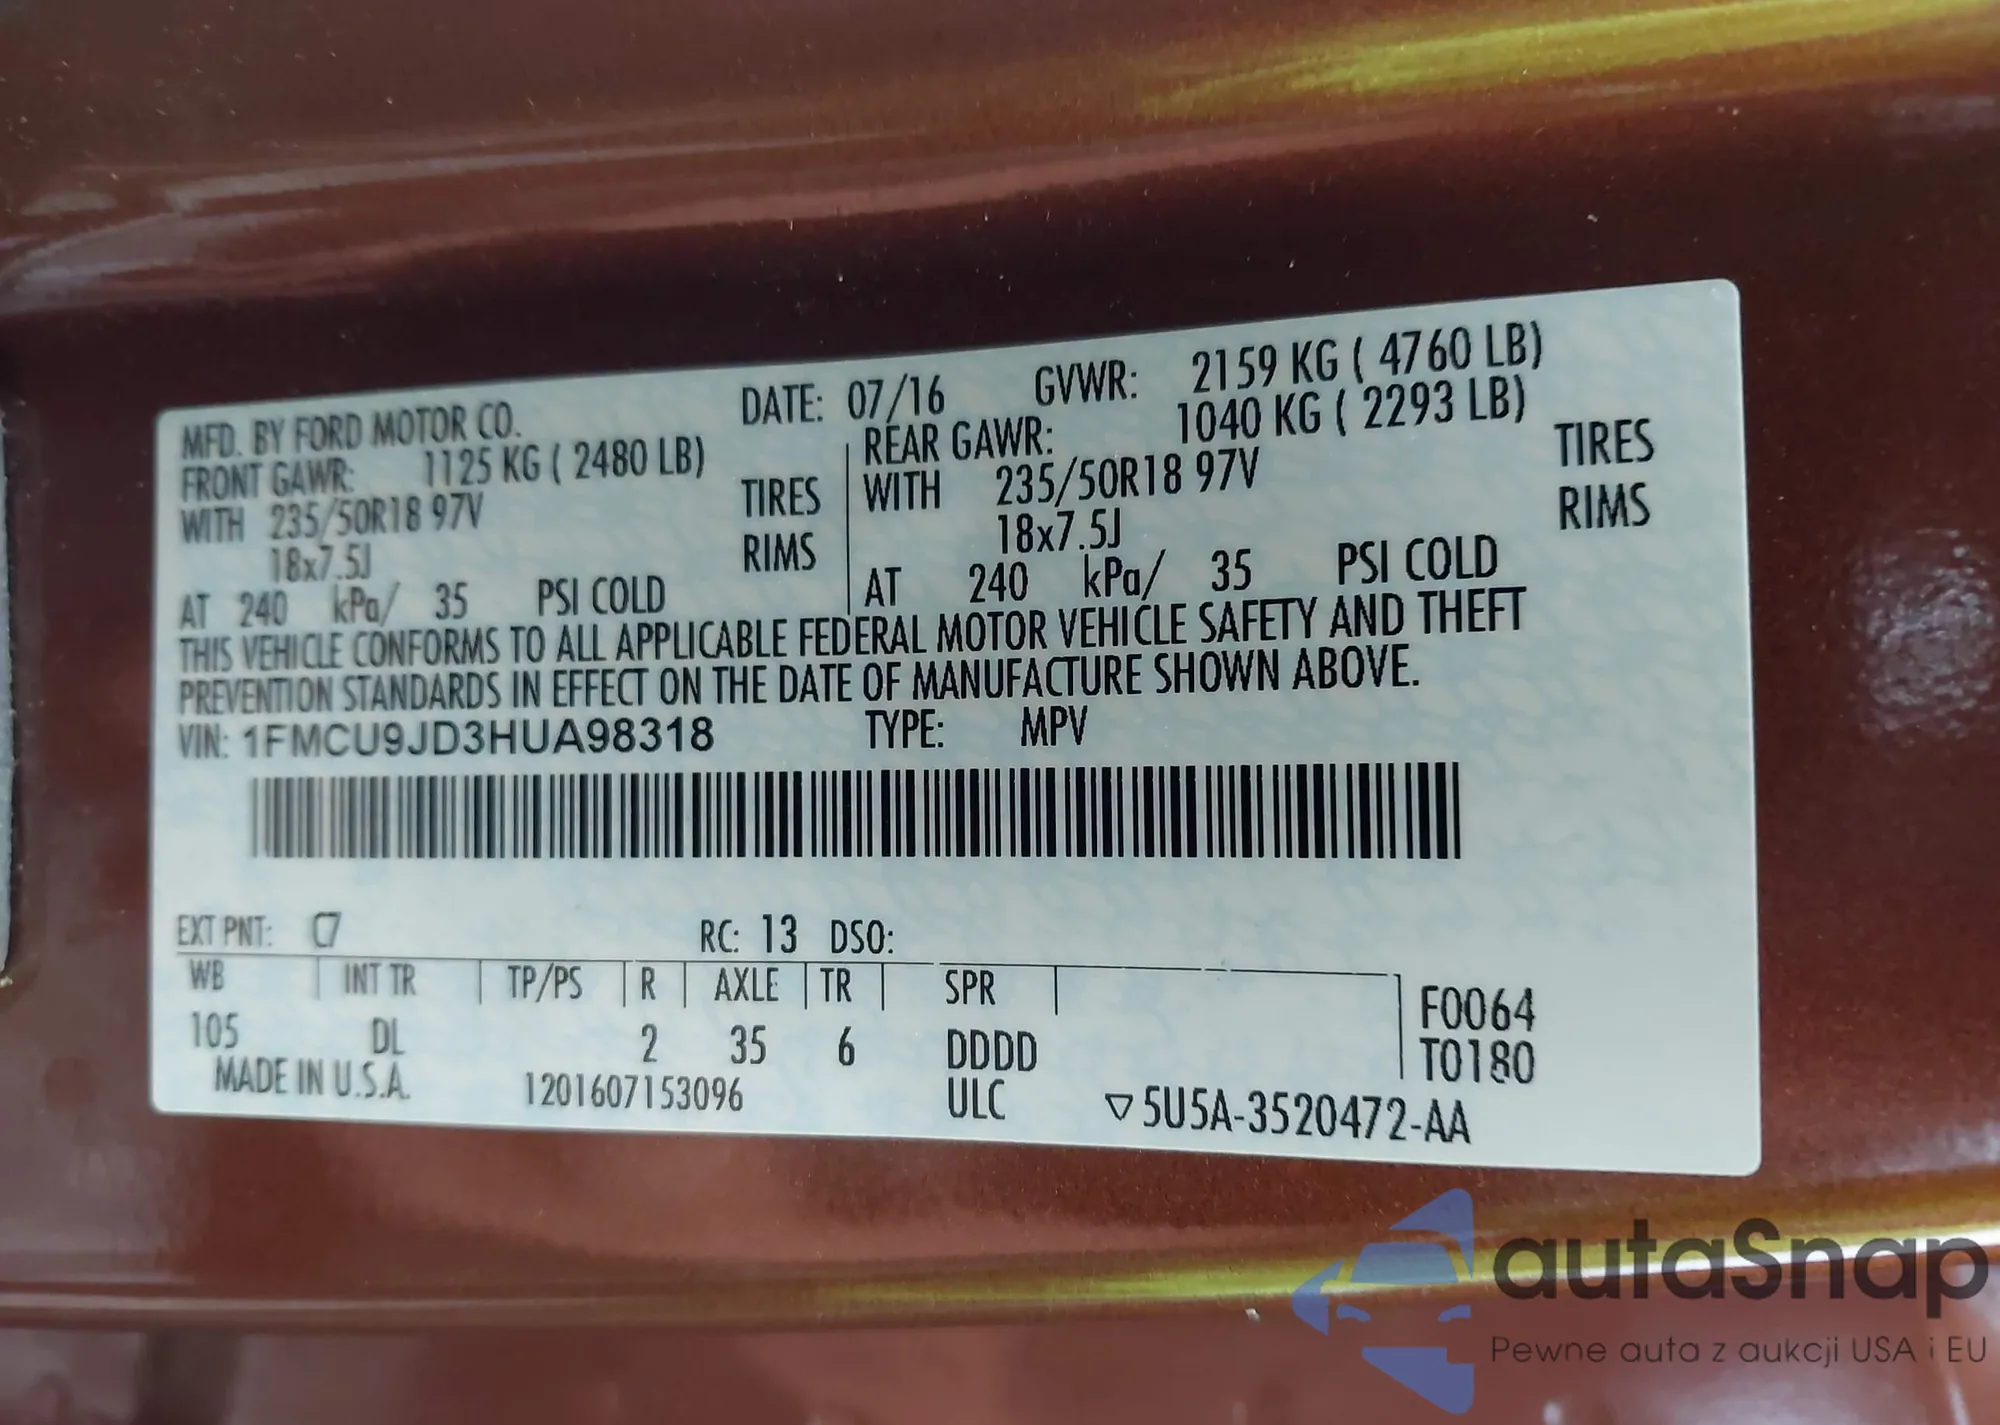 MFD. BY FORD MOTOR CO. DATE: 07/16 GVWR: 2159 KG ( 4760 LB)
FRONT GAWR: 1125 KG ( 2480 LB) REAR GAWR: 1040 KG ( 2293 LB)
WITH 235/50R18 97V TIRES WITH 235/50R18 97V TIRES
18x7.5J RIMS 18x7.5J RIMS
AT 240 kPa/ 35 PSI COLD AT 240 kPa/ 35 PSI COLD
THIS VEHICLE CONFORMS TO ALL APPLICABLE FEDERAL MOTOR VEHICLE SAFETY AND THEFT
PREVENTION STANDARDS IN EFFECT ON THE DATE OF MANUFACTURE SHOWN ABOVE.
VIN: 1FMCU9JD3HUA98318 TYPE: MPV
EXT PNT: C7 RC: 13 DSO:
WB INT TR TP/PS R AXLE TR SPR F0064
105 DL 2 35 6 DDDD T0180
MADE IN U.S.A. 1201607153096 ULC ▽5U5A-3520472-AA
autaSnap
Pewne auta z aukcji USA i EU